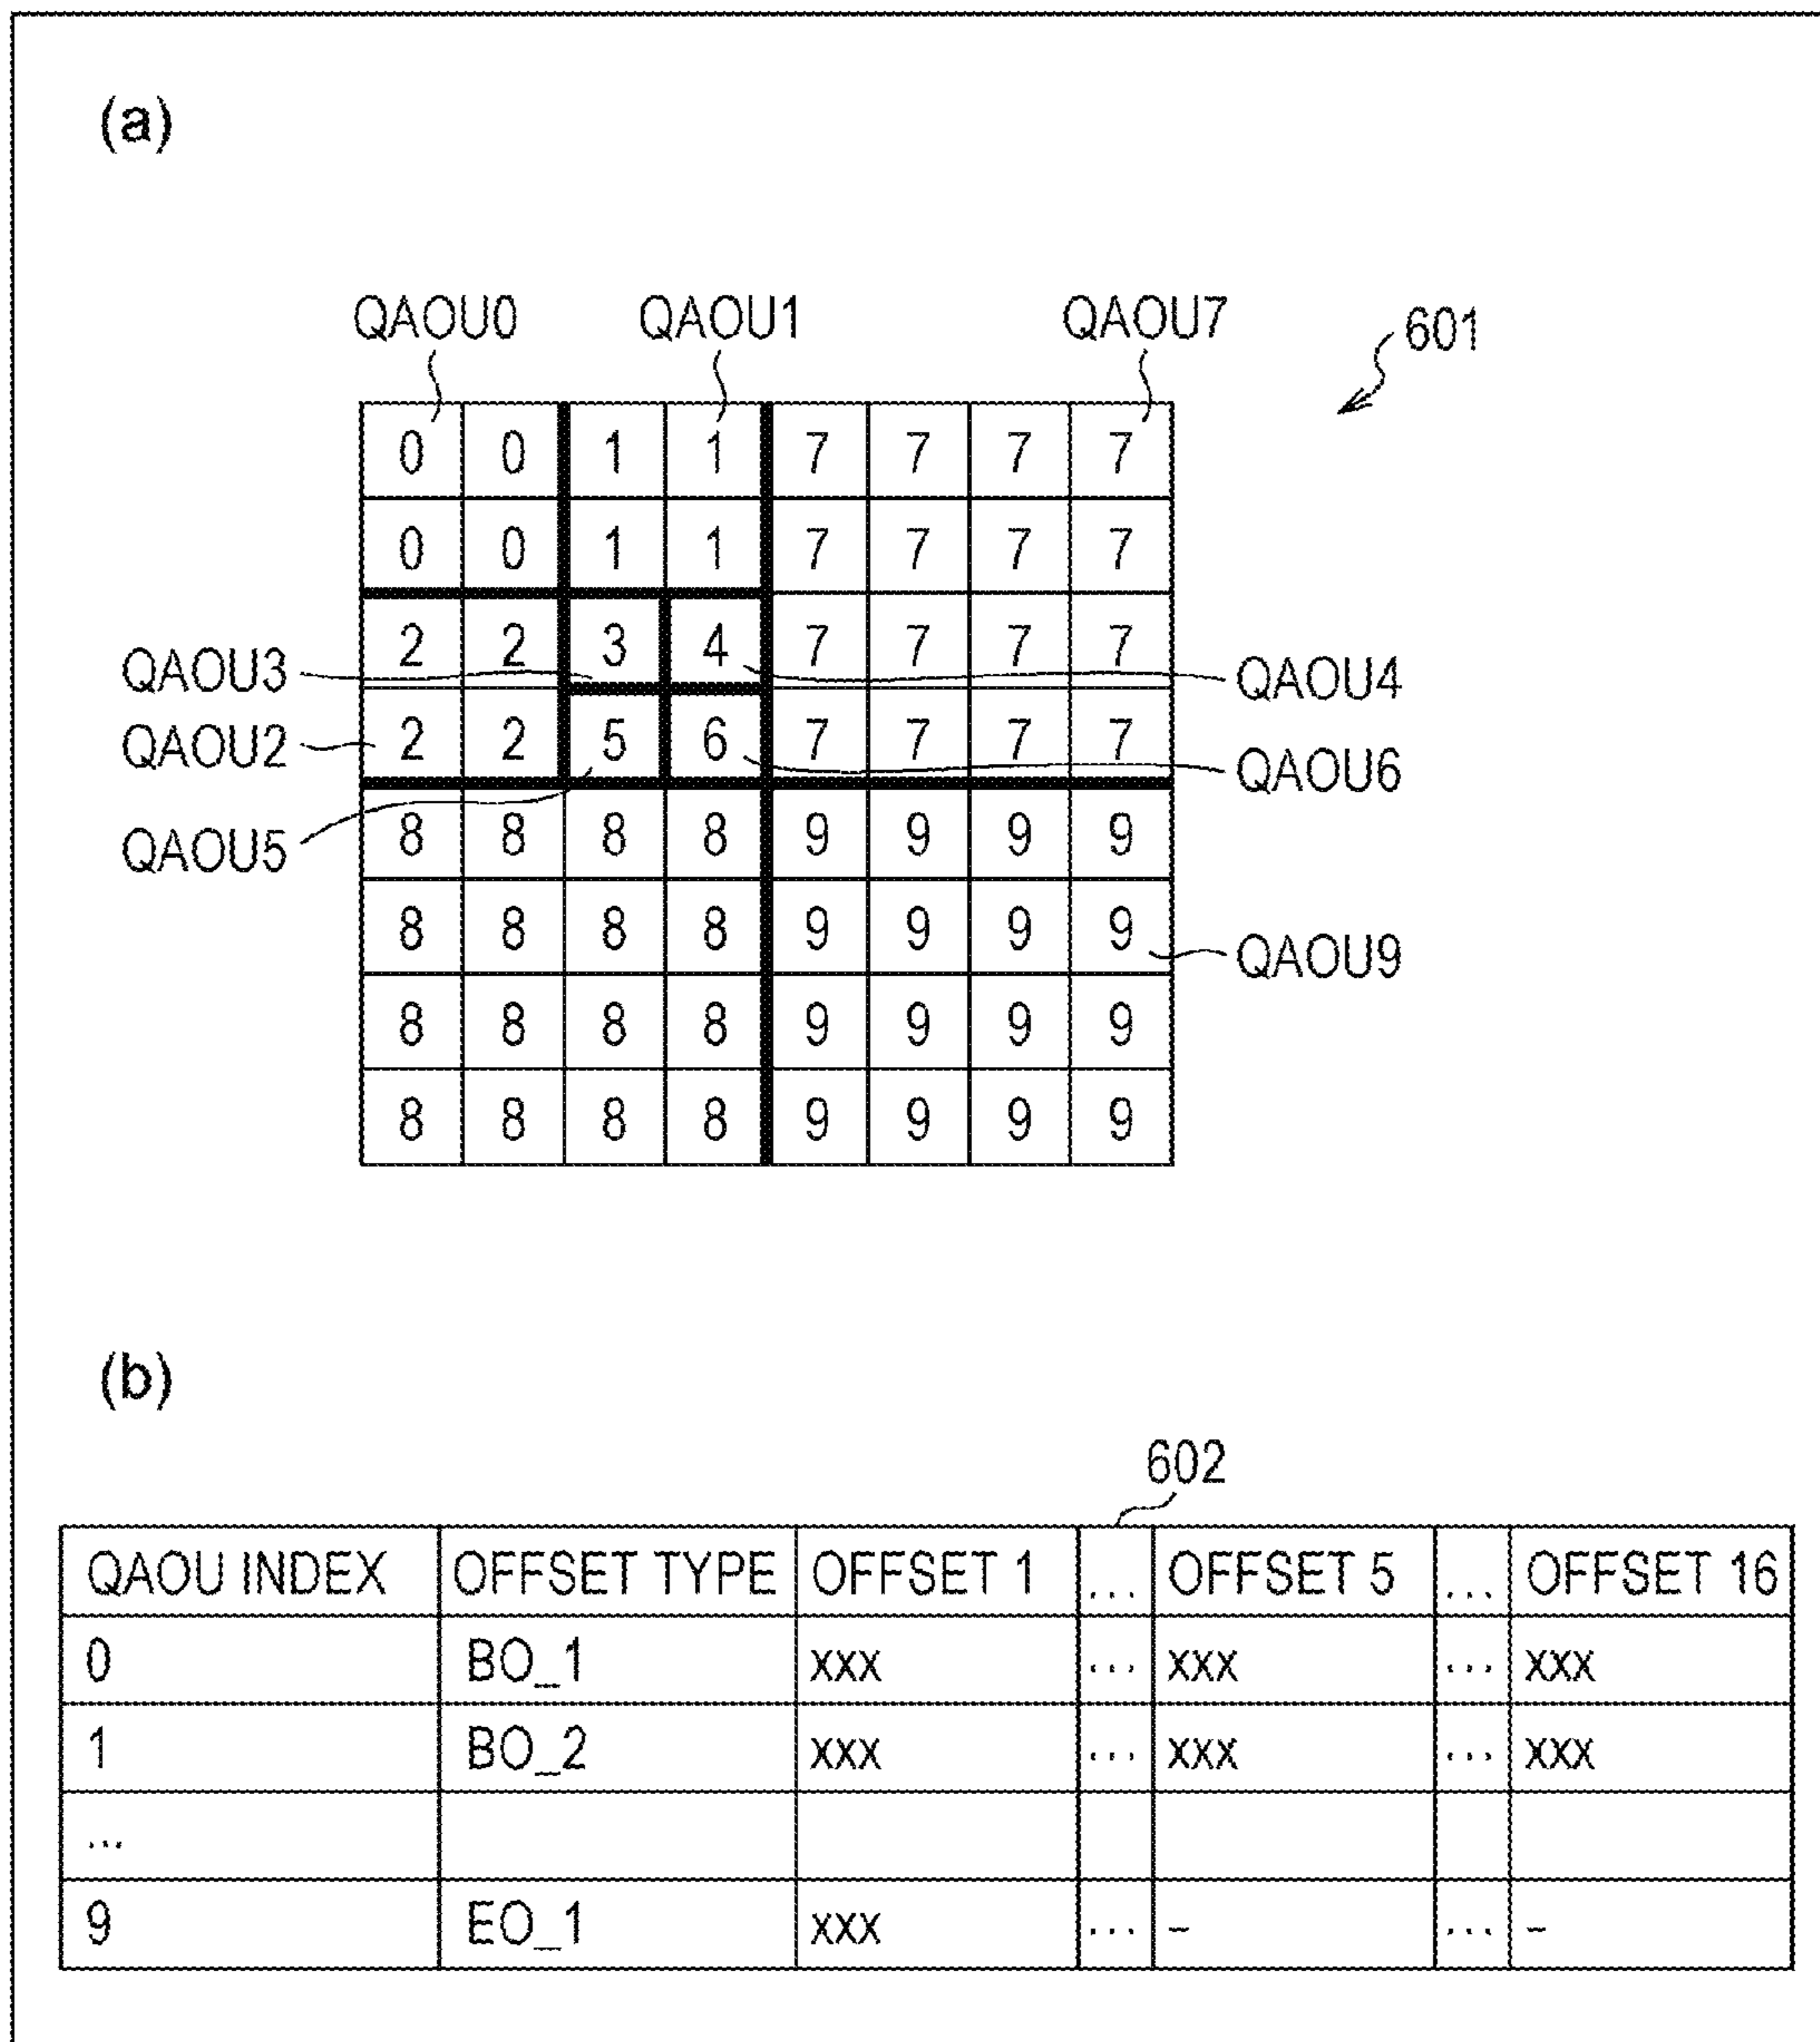 (a)
QAOU0 QAOU1 QAOU7
601
0 0 1 1 7 7 7 7
0 0 1 1 7 7 7 7
2 2 3 4 7 7 7 7
QAOU3 QAOU4
2 2 5 6 7 7 7 7
QAOU2 QAOU6
8 8 8 8 9 9 9 9
QAOU5
8 8 8 8 9 9 9 9
QAOU9
8 8 8 8 9 9 9 9
8 8 8 8 9 9 9 9
(b)
602
QAOU INDEX OFFSET TYPE OFFSET 1 ... OFFSET 5 ... OFFSET 16
0 BO_1 xxx ... xxx ... xxx
1 BO_2 xxx ... xxx ... xxx
...
9 EO_1 xxx ... – ... –